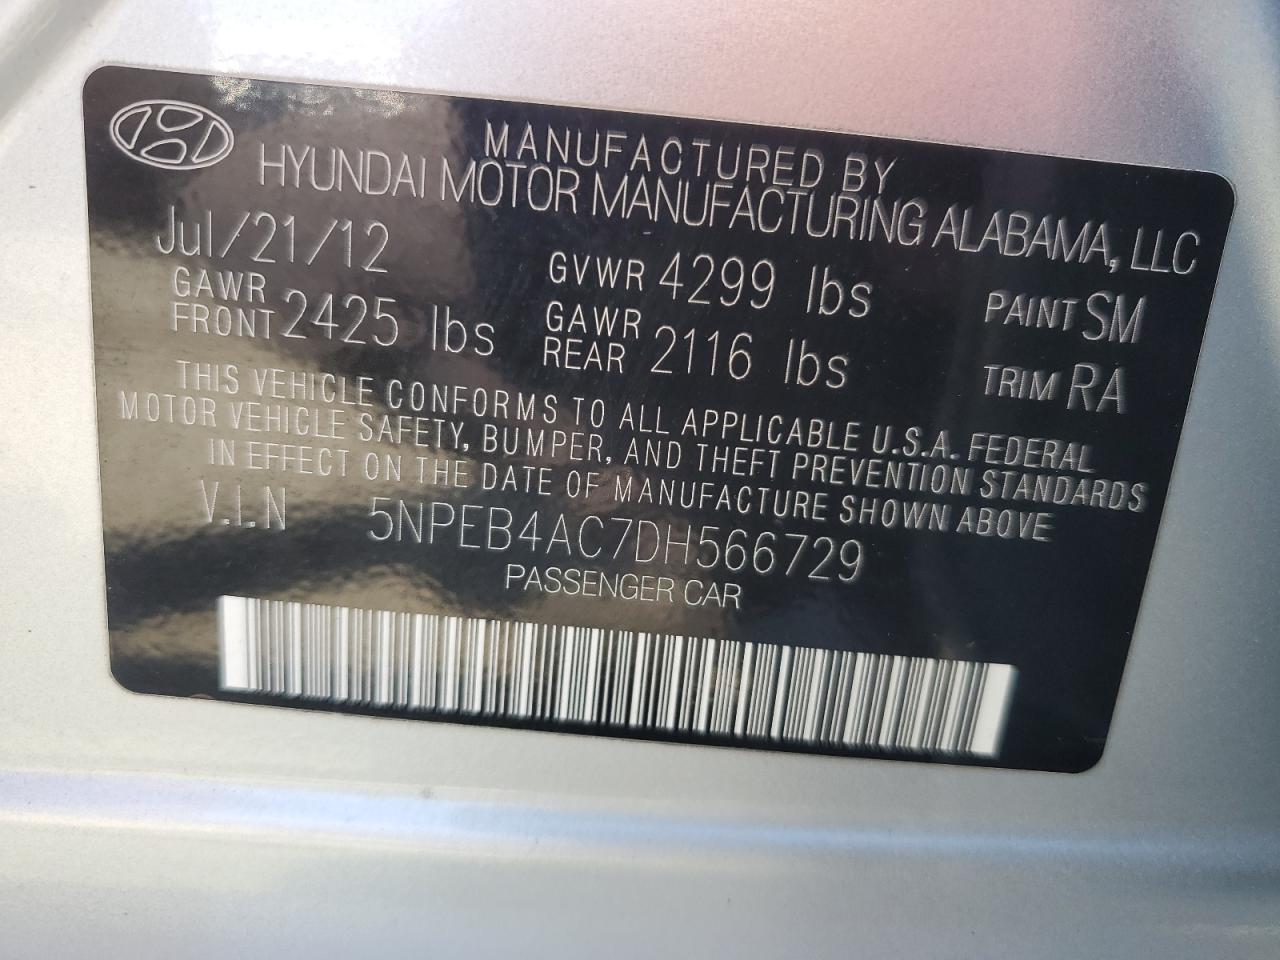 MANUFACTURED BY
HYUNDAI MOTOR MANUFACTURING ALABAMA, LLC
Jul/21/12 GVWR 4299 lbs PAINT SM
GAWR FRONT 2425 lbs GAWR REAR 2116 lbs TRIM RA
THIS VEHICLE CONFORMS TO ALL APPLICABLE U.S.A. FEDERAL
MOTOR VEHICLE SAFETY, BUMPER, AND THEFT PREVENTION STANDARDS
IN EFFECT ON THE DATE OF MANUFACTURE SHOWN ABOVE
V.I.N 5NPEB4AC7DH566729
PASSENGER CAR